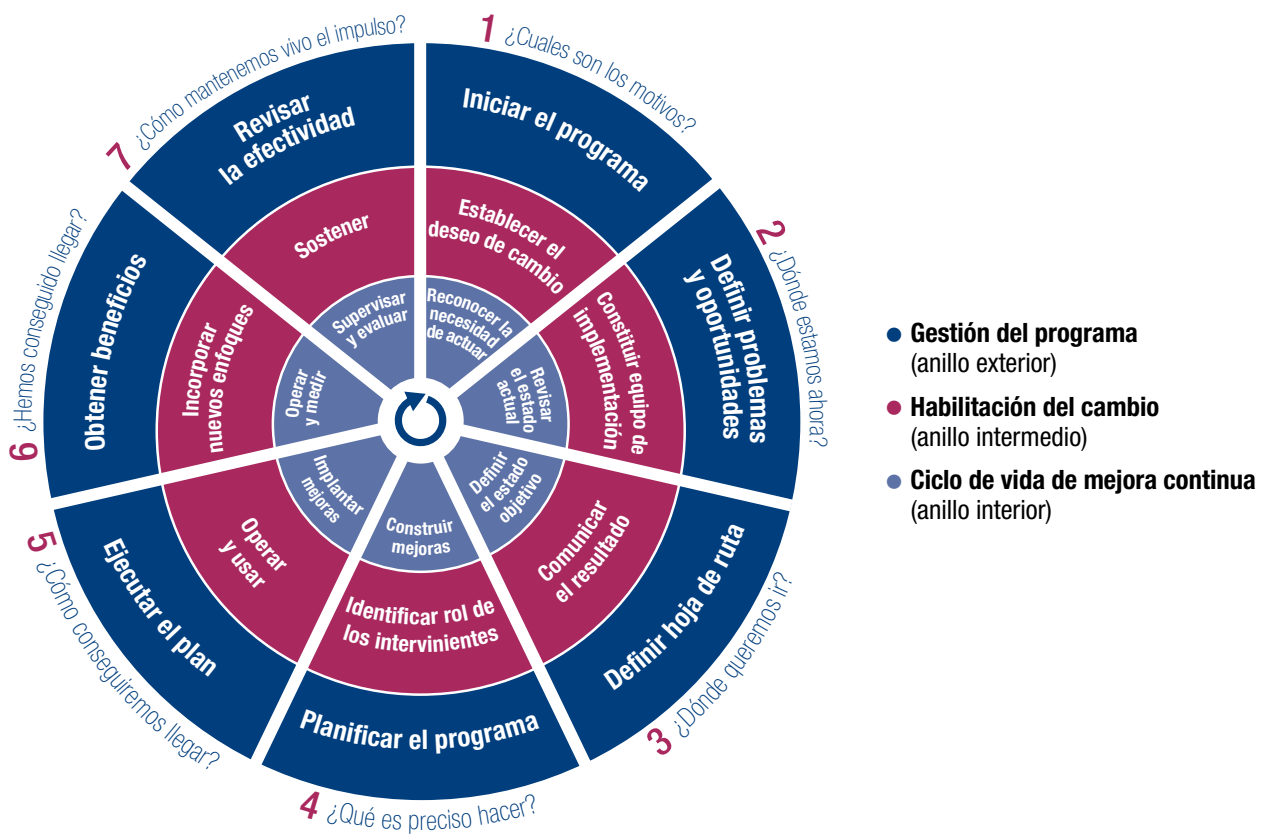 1 ¿Cuales son los motivos?
Iniciar el programa
Establecer el
deseo de cambio
Reconocer la
necesidad
de actuar
2 ¿Dónde estamos ahora?
Definir problemas
y oportunidades
Constituir equipo de
implementación
Revisar
el estado
actual
3 ¿Dónde queremos ir?
Definir hoja de ruta
Comunicar
el resultado
Definir
el estado
objetivo
4 ¿Qué es preciso hacer?
Planificar el programa
Identificar rol de
los intervinientes
Construir
mejoras
5 ¿Cómo conseguiremos llegar?
Ejecutar el plan
Operar
y usar
Implantar
mejoras
6 ¿Hemos conseguido llegar?
Obtener beneficios
Incorporar
nuevos enfoques
Operar
y medir
7 ¿Cómo mantenemos vivo el impulso?
Revisar
la efectividad
Sostener
Supervisar
y evaluar
Gestión del programa
(anillo exterior)
Habilitación del cambio
(anillo intermedio)
Ciclo de vida de mejora continua
(anillo interior)